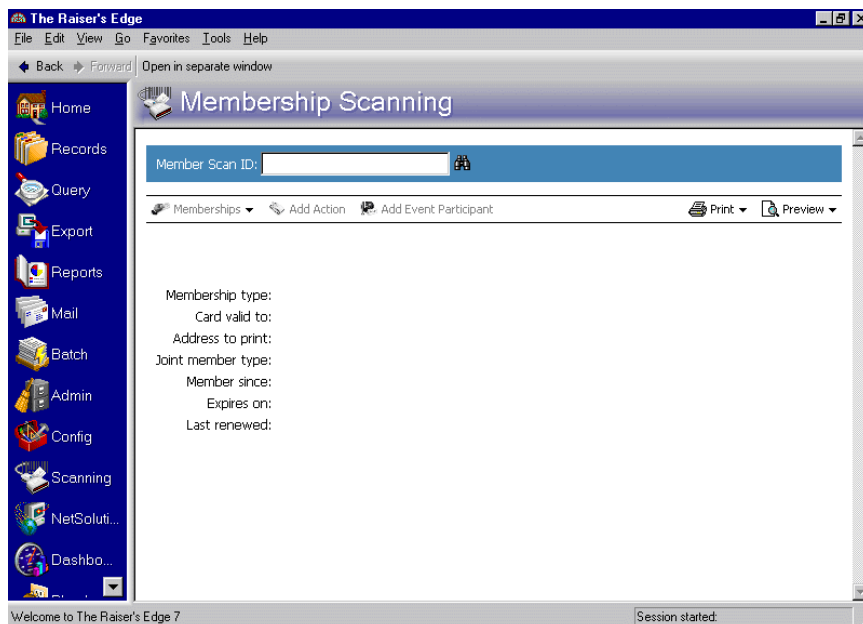 The Raiser's Edge
File Edit View Go Favorites Tools Help
Back Forward Open in separate window
Membership Scanning
Home
Records
Query
Export
Reports
Mail
Batch
Admin
Config
Scanning
NetSoluti...
Dashbo...
Member Scan ID:
Memberships Add Action Add Event Participant Print Preview
Membership type:
Card valid to:
Address to print:
Joint member type:
Member since:
Expires on:
Last renewed:
Welcome to The Raiser's Edge 7 Session started: